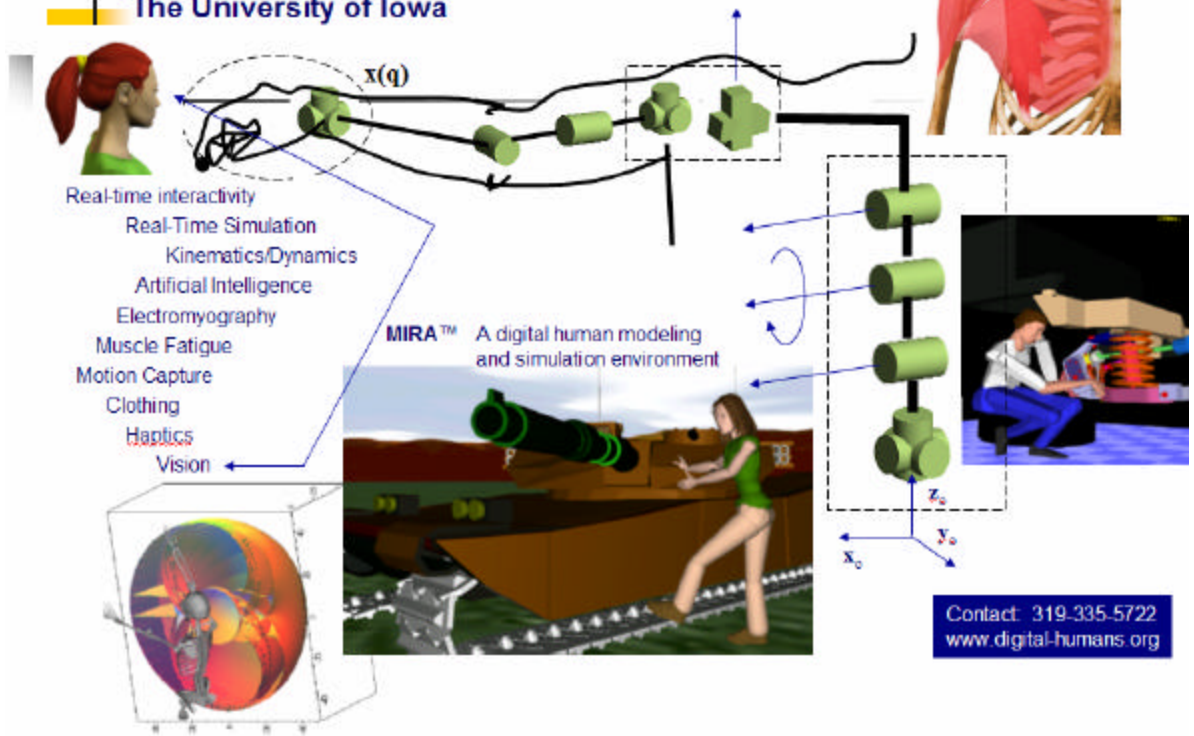 The University of Iowa
x(q)
Real-time interactivity
Real-Time Simulation
Kinematics/Dynamics
Artificial Intelligence
Electromyography
Muscle Fatigue
Motion Capture
Clothing
Haptics
Vision
MIRA™ A digital human modeling
and simulation environment
z₀
y₀
x₀
Contact: 319-335-5722
www.digital-humans.org